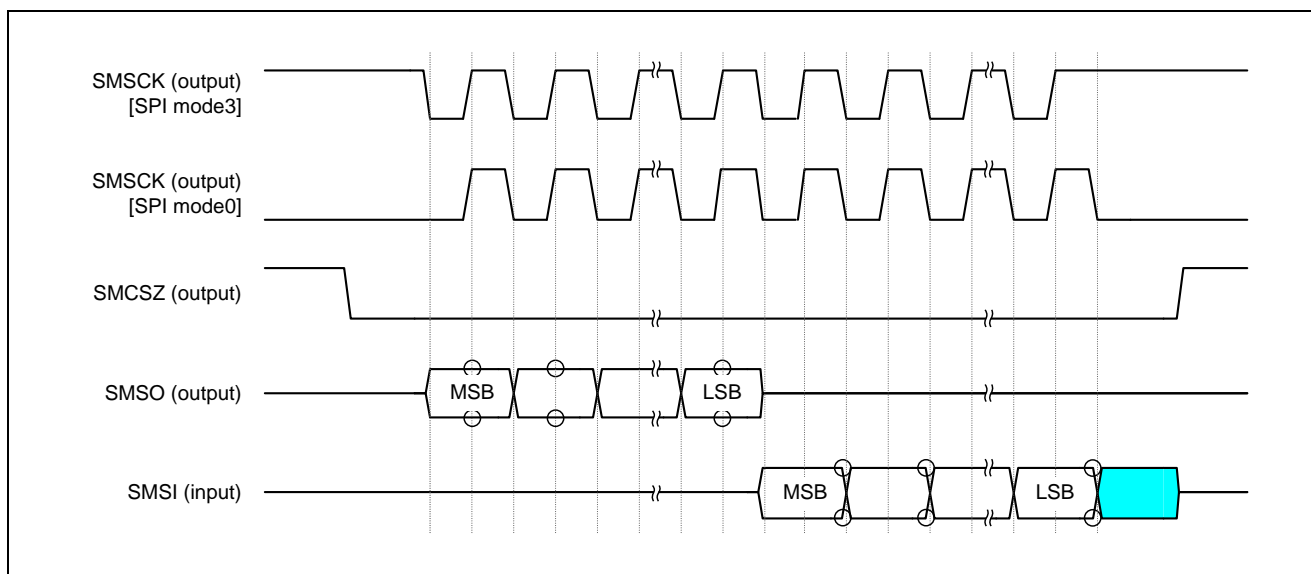 SMSCK (output)
[SPI mode3]
SMSCK (output)
[SPI mode0]
SMCSZ (output)
SMSO (output)
MSB
LSB
SMSI (input)
MSB
LSB